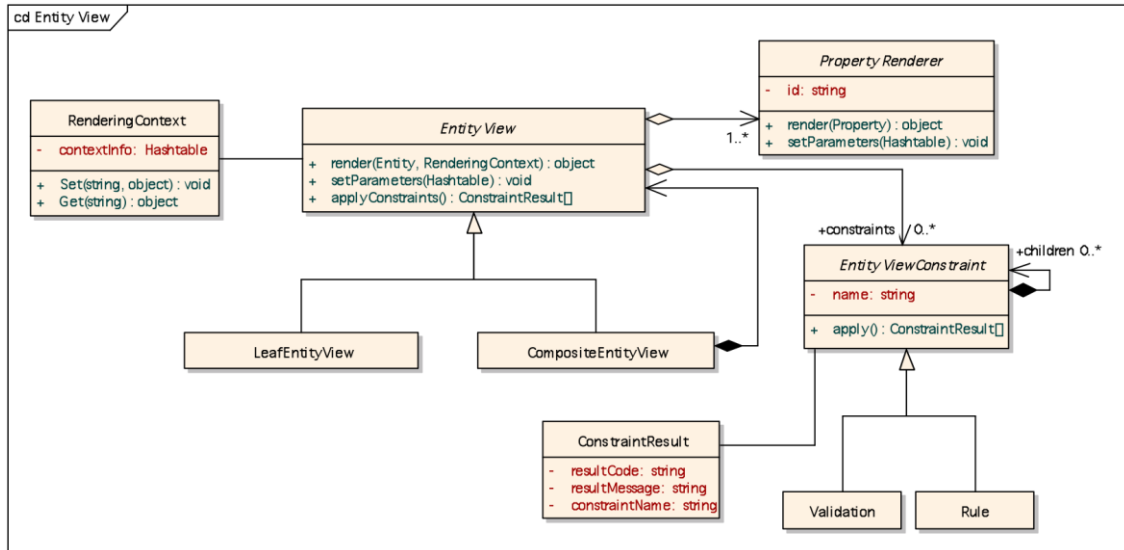 cd Entity View
Property Renderer
- id: string
+ render(Property) : object
+ setParameters(Hashtable) : void
RenderingContext
- contextInfo: Hashtable
+ Set(string, object) : void
+ Get(string) : object
Entity View
+ render(Entity, RenderingContext) : object
+ setParameters(Hashtable) : void
+ applyConstraints() : ConstraintResult[]
1..*
+constraints 0..*
+children 0..*
Entity ViewConstraint
- name: string
+ apply() : ConstraintResult[]
LeafEntityView
CompositeEntityView
ConstraintResult
- resultCode: string
- resultMessage: string
- constraintName: string
Validation
Rule